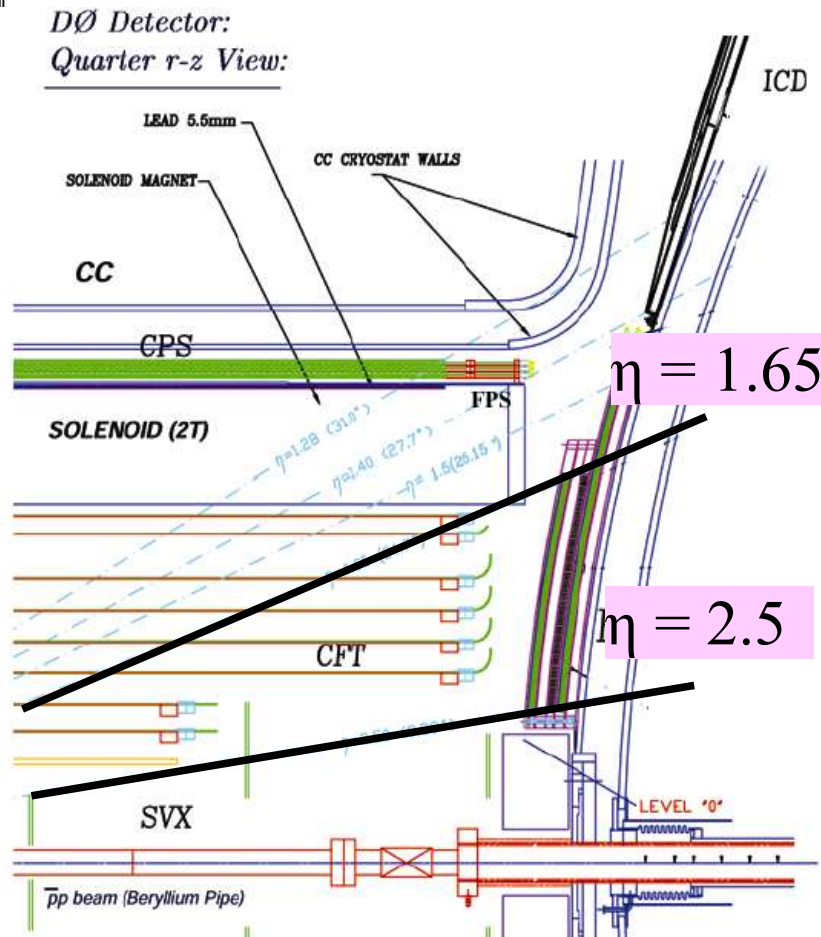 DØ Detector:
Quarter r-z View:
ICD
LEAD 5.5mm
CC CRYOSTAT WALLS
SOLENOID MAGNET
CC
CPS
η = 1.65
FPS
SOLENOID (2T)
η=1.28 (31.0°)
η=1.40 (27.7°)
η= 1.5(25.15°)
η = 2.5
CFT
LEVEL "0"
SVX
p̅p beam (Beryllium Pipe)